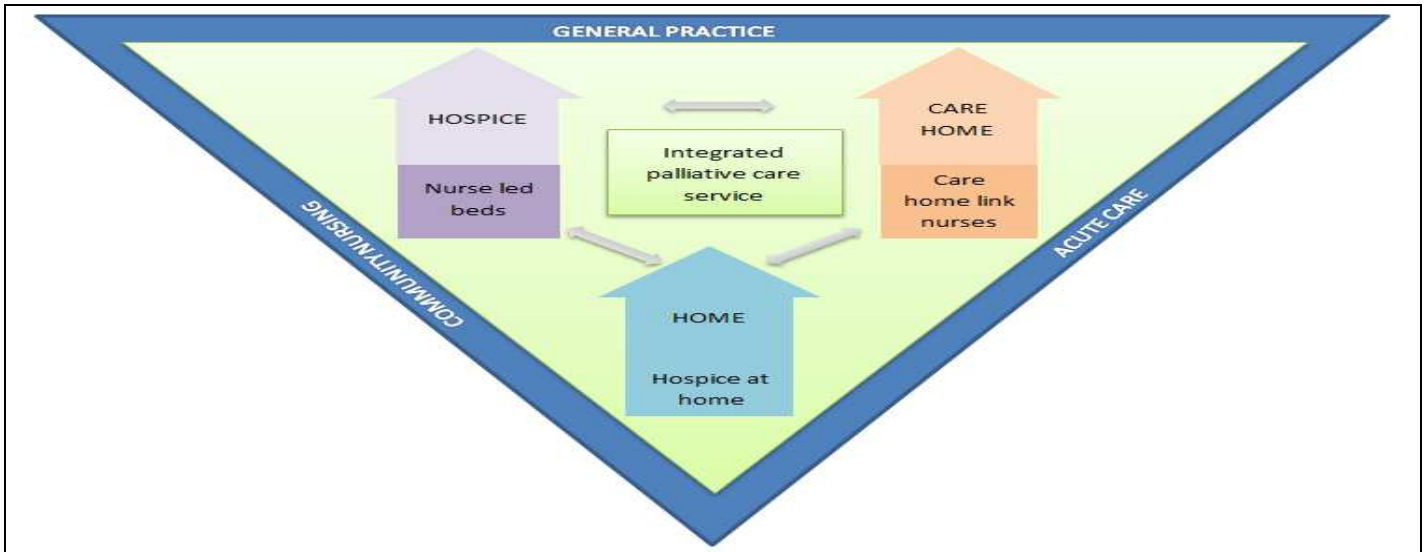 GENERAL PRACTICE
HOSPICE
Nurse led
beds
Integrated
palliative care
service
CARE
HOME
Care
home link
nurses
COMMUNITY NURSING
ACUTE CARE
HOME
Hospice at
home